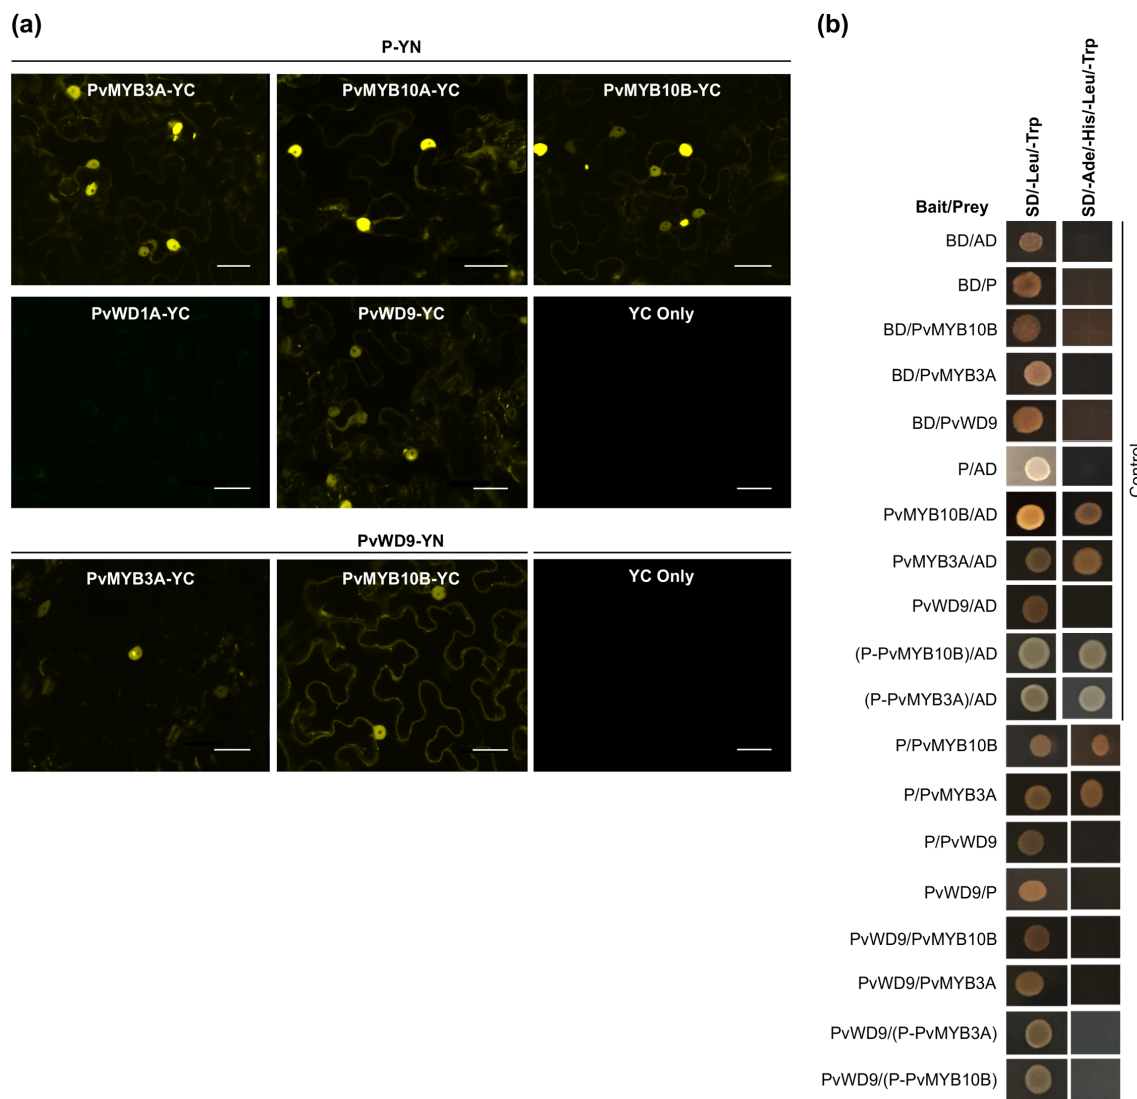 (a)
P-YN
PvMYB3A-YC
PvMYB10A-YC
PvMYB10B-YC
PvWD1A-YC
PvWD9-YC
YC Only
PvWD9-YN
PvMYB3A-YC
PvMYB10B-YC
YC Only
(b)
Bait/Prey
SD/-Leu/-Trp
SD/-Ade/-His/-Leu/-Trp
BD/AD
BD/P
BD/PvMYB10B
BD/PvMYB3A
BD/PvWD9
P/AD
PvMYB10B/AD
PvMYB3A/AD
PvWD9/AD
(P-PvMYB10B)/AD
(P-PvMYB3A)/AD
Control
P/PvMYB10B
P/PvMYB3A
P/PvWD9
PvWD9/P
PvWD9/PvMYB10B
PvWD9/PvMYB3A
PvWD9/(P-PvMYB3A)
PvWD9/(P-PvMYB10B)